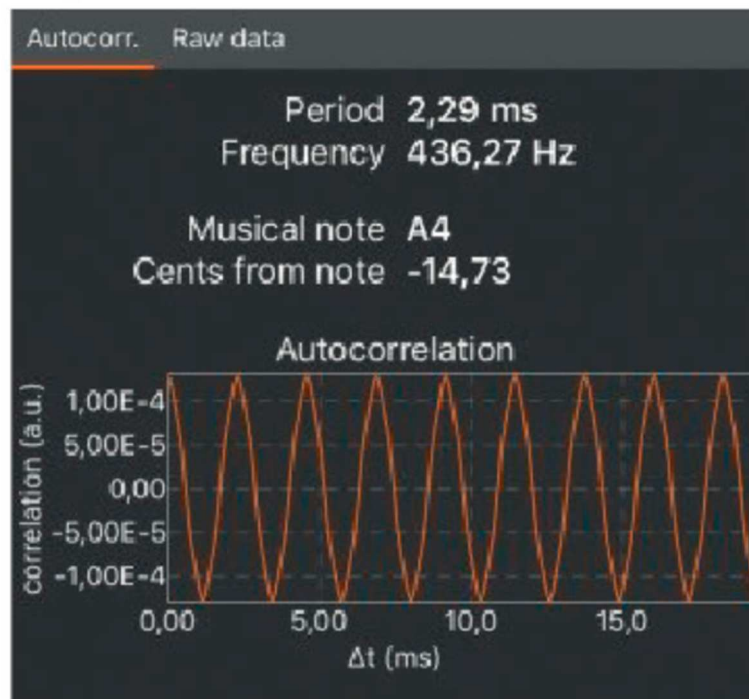 Autocorr. Raw data
Period 2,29 ms
Frequency 436,27 Hz
Musical note A4
Cents from note -14,73
Autocorrelation
correlation (a.u.)
1,00E-4
5,00E-5
0,00
-5,00E-5
-1,00E-4
0,00 5,00 10,0 15,0
Δt (ms)